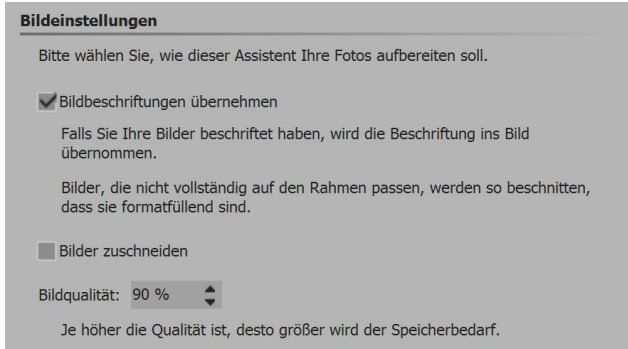 Bildeinstellungen
Bitte wählen Sie, wie dieser Assistent Ihre Fotos aufbereiten soll.
Bildbeschriftungen übernehmen
Falls Sie Ihre Bilder beschriftet haben, wird die Beschriftung ins Bild
übernommen.
Bilder, die nicht vollständig auf den Rahmen passen, werden so beschnitten,
dass sie formatfüllend sind.
Bilder zuschneiden
Bildqualität: 90 %
Je höher die Qualität ist, desto größer wird der Speicherbedarf.